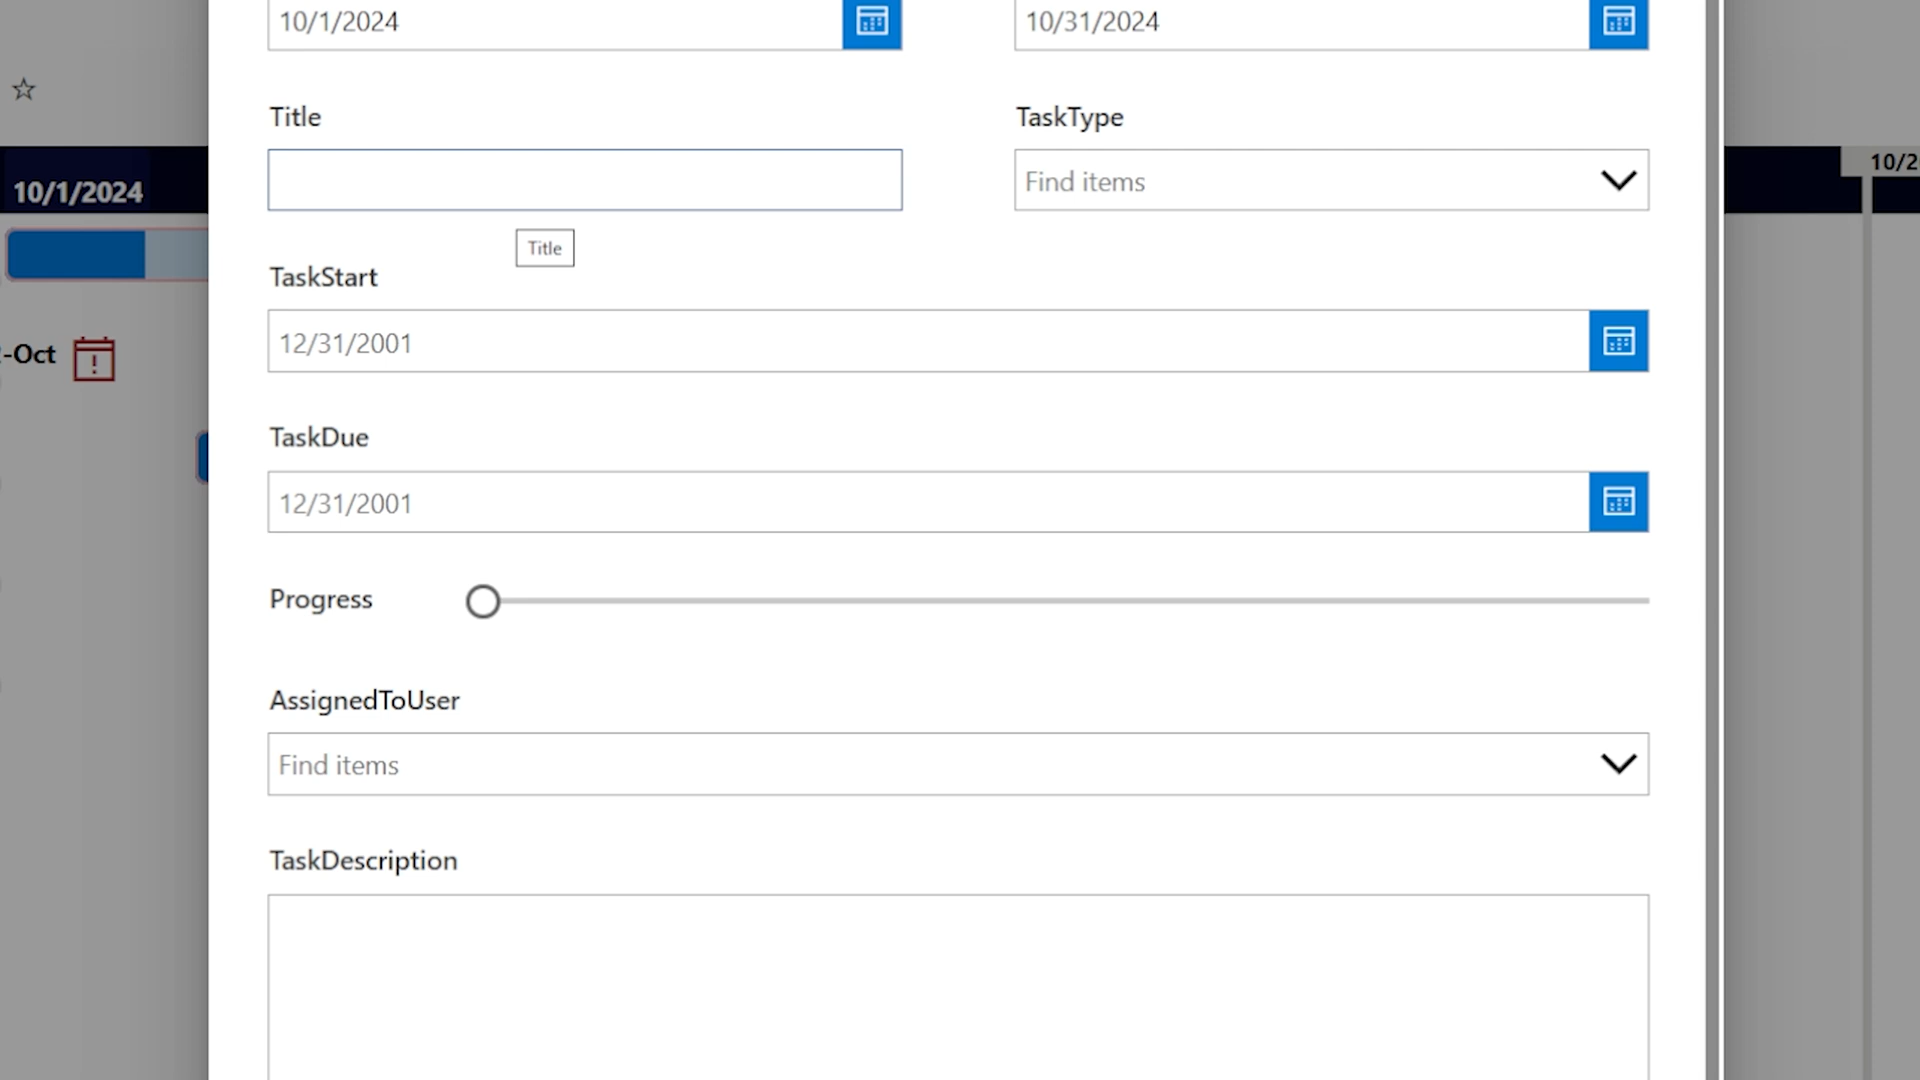 10/1/2024
10/31/2024
Title
TaskType
10/2
10/1/2024
Find items
Title
TaskStart
12/31/2001
-Oct
TaskDue
12/31/2001
Progress
AssignedToUser
Find items
TaskDescription